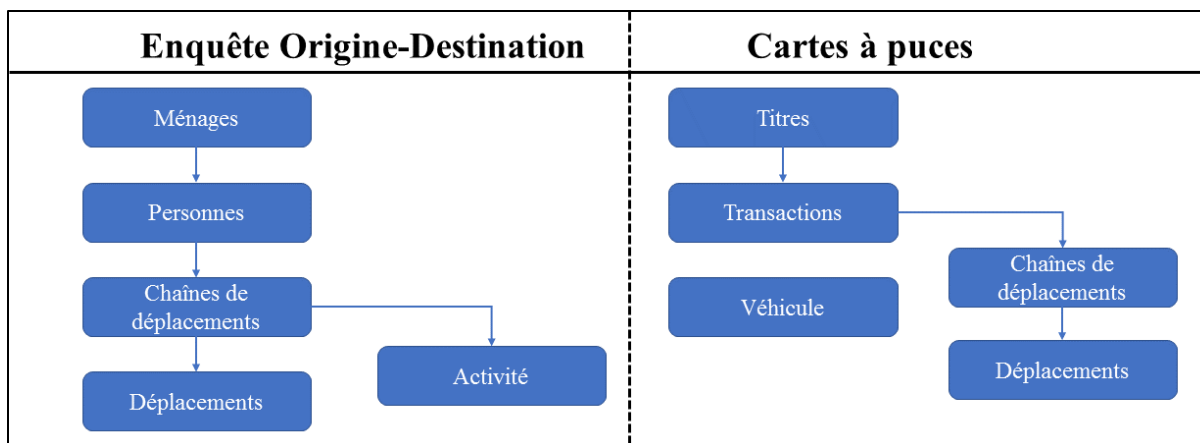 Enquête Origine-Destination
Cartes à puces
Ménages
Personnes
Chaînes de
déplacements
Déplacements
Activité
Titres
Transactions
Véhicule
Chaînes de
déplacements
Déplacements